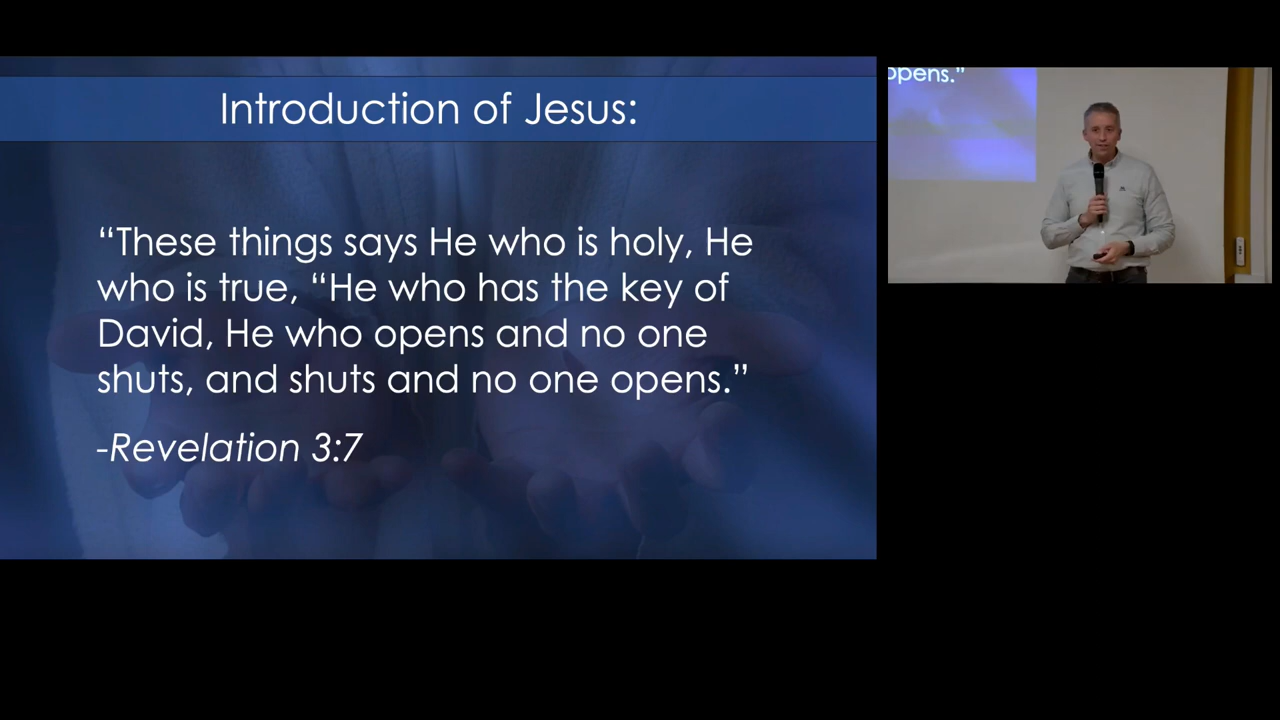 Introduction of Jesus:
“These things says He who is holy, He
who is true, “He who has the key of
David, He who opens and no one
shuts, and shuts and no one opens.”
-Revelation 3:7
opens.”